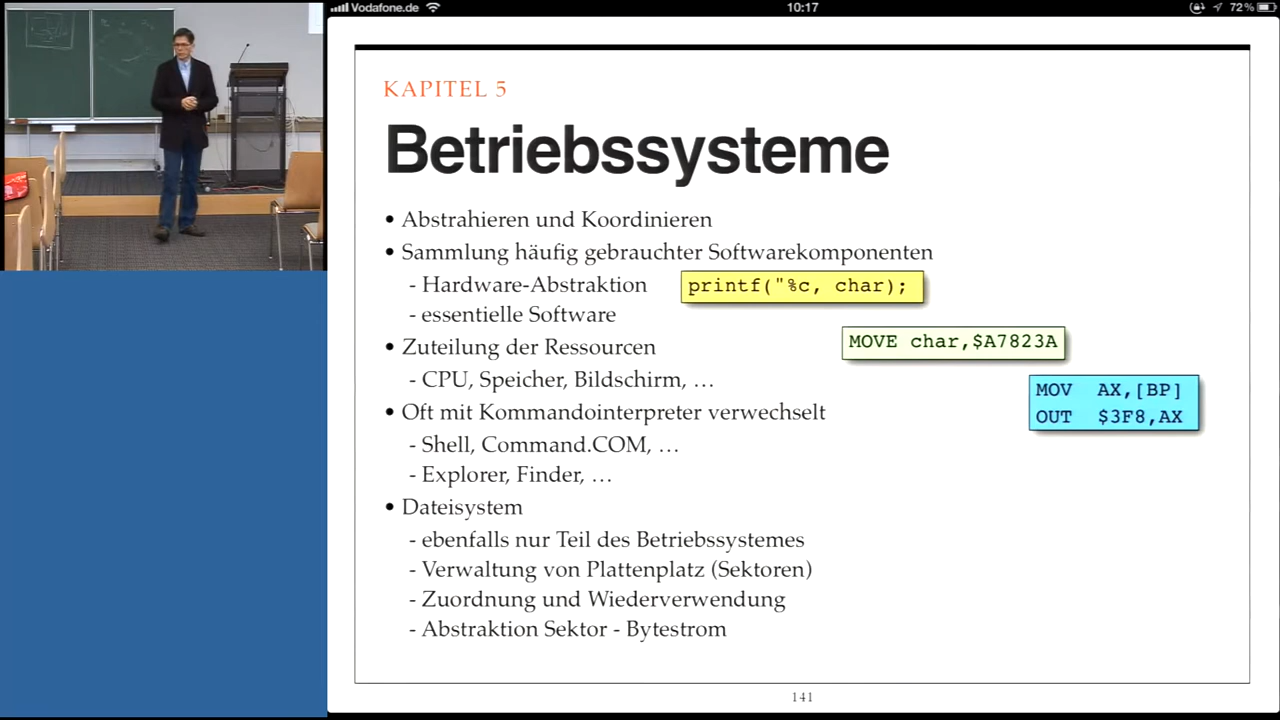 Vodafone.de 10:17 72%
KAPITEL 5
Betriebssysteme
• Abstrahieren und Koordinieren
• Sammlung häufig gebrauchter Softwarekomponenten
- Hardware-Abstraktion
printf("%c, char);
- essentielle Software
• Zuteilung der Ressourcen
MOVE char,$A7823A
- CPU, Speicher, Bildschirm, …
MOV AX,[BP]
OUT $3F8,AX
• Oft mit Kommandointerpreter verwechselt
- Shell, Command.COM, …
- Explorer, Finder, …
• Dateisystem
- ebenfalls nur Teil des Betriebssystemes
- Verwaltung von Plattenplatz (Sektoren)
- Zuordnung und Wiederverwendung
- Abstraktion Sektor - Bytestrom
141